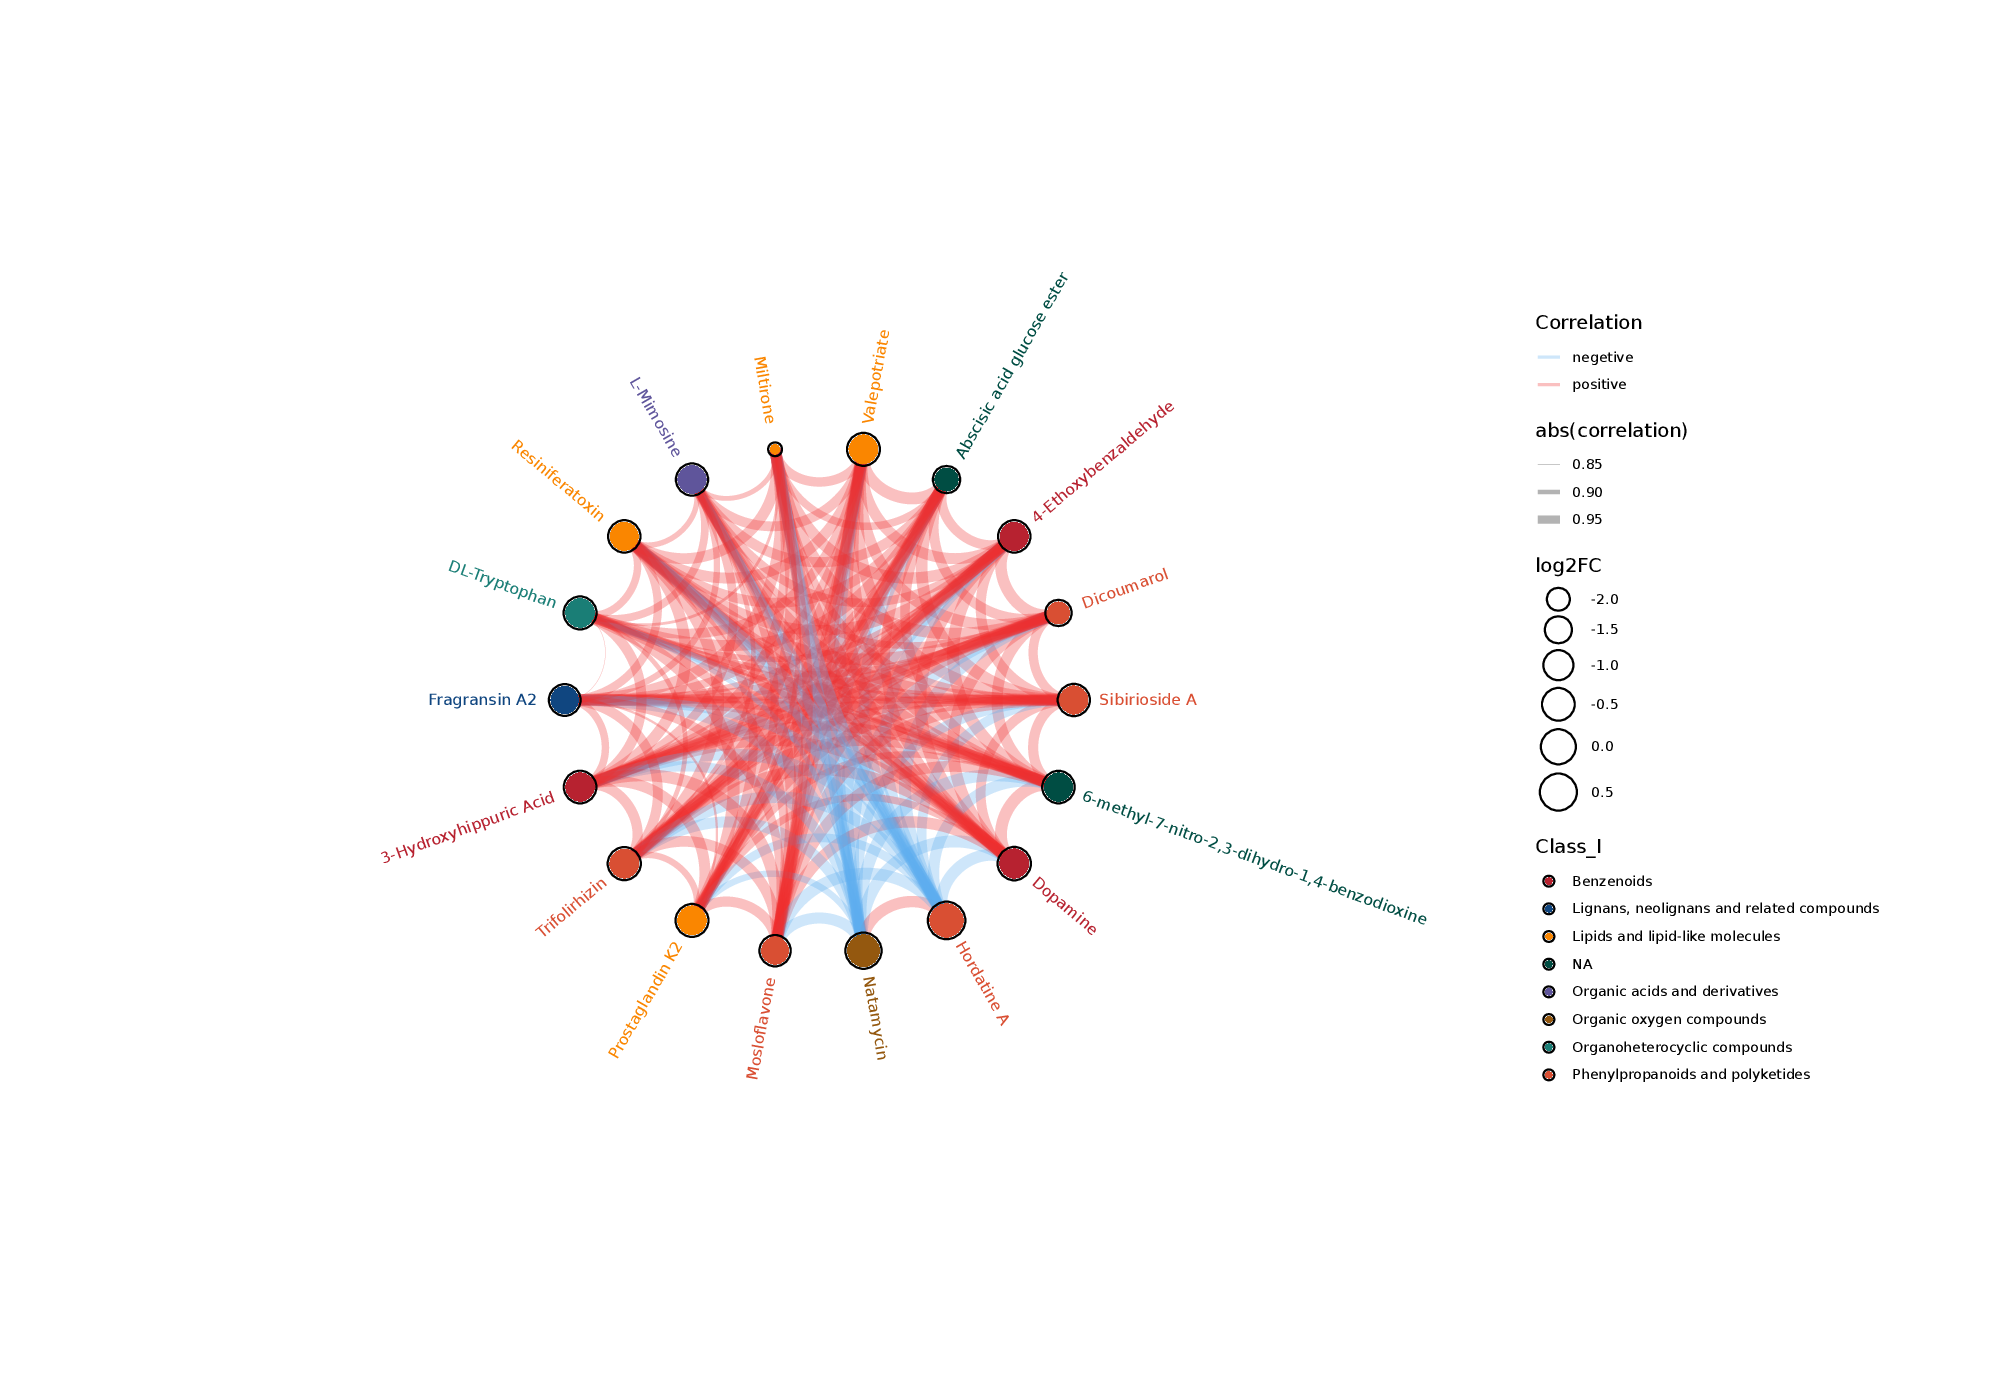 Abscisic acid glucose ester
Valepotriate
Miltirone
L-Mimosine
4-Ethoxybenzaldehyde
Resiniferatoxin
Dicoumarol
DL-Tryptophan
Fragransin A2
Sibirioside A
3-Hydroxyhippuric Acid
6-methyl-7-nitro-2,3-dihydro-1,4-benzodioxine
Trifolirhizin
Dopamine
Prostaglandin K2
Mosloflavone
Natamycin
Hordatine A
Correlation
negetive
positive
abs(correlation)
0.85
0.90
0.95
log2FC
-2.0
-1.5
-1.0
-0.5
0.0
0.5
Class_I
Benzenoids
Lignans, neolignans and related compounds
Lipids and lipid-like molecules
NA
Organic acids and derivatives
Organic oxygen compounds
Organoheterocyclic compounds
Phenylpropanoids and polyketides